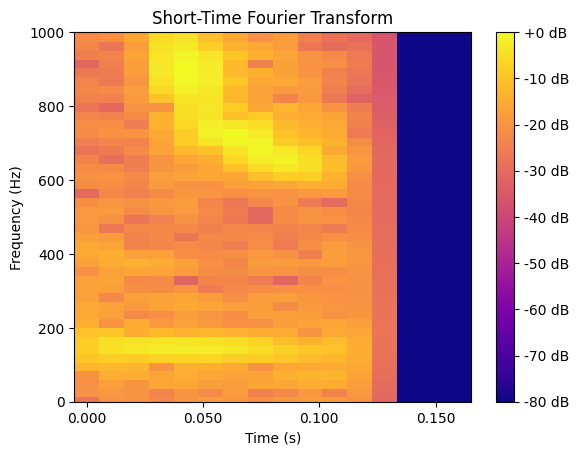 Short-Time Fourier Transform
1000
800
600
400
200
0
Frequency (Hz)
0.000
0.050
0.100
0.150
Time (s)
+0 dB
-10 dB
-20 dB
-30 dB
-40 dB
-50 dB
-60 dB
-70 dB
-80 dB